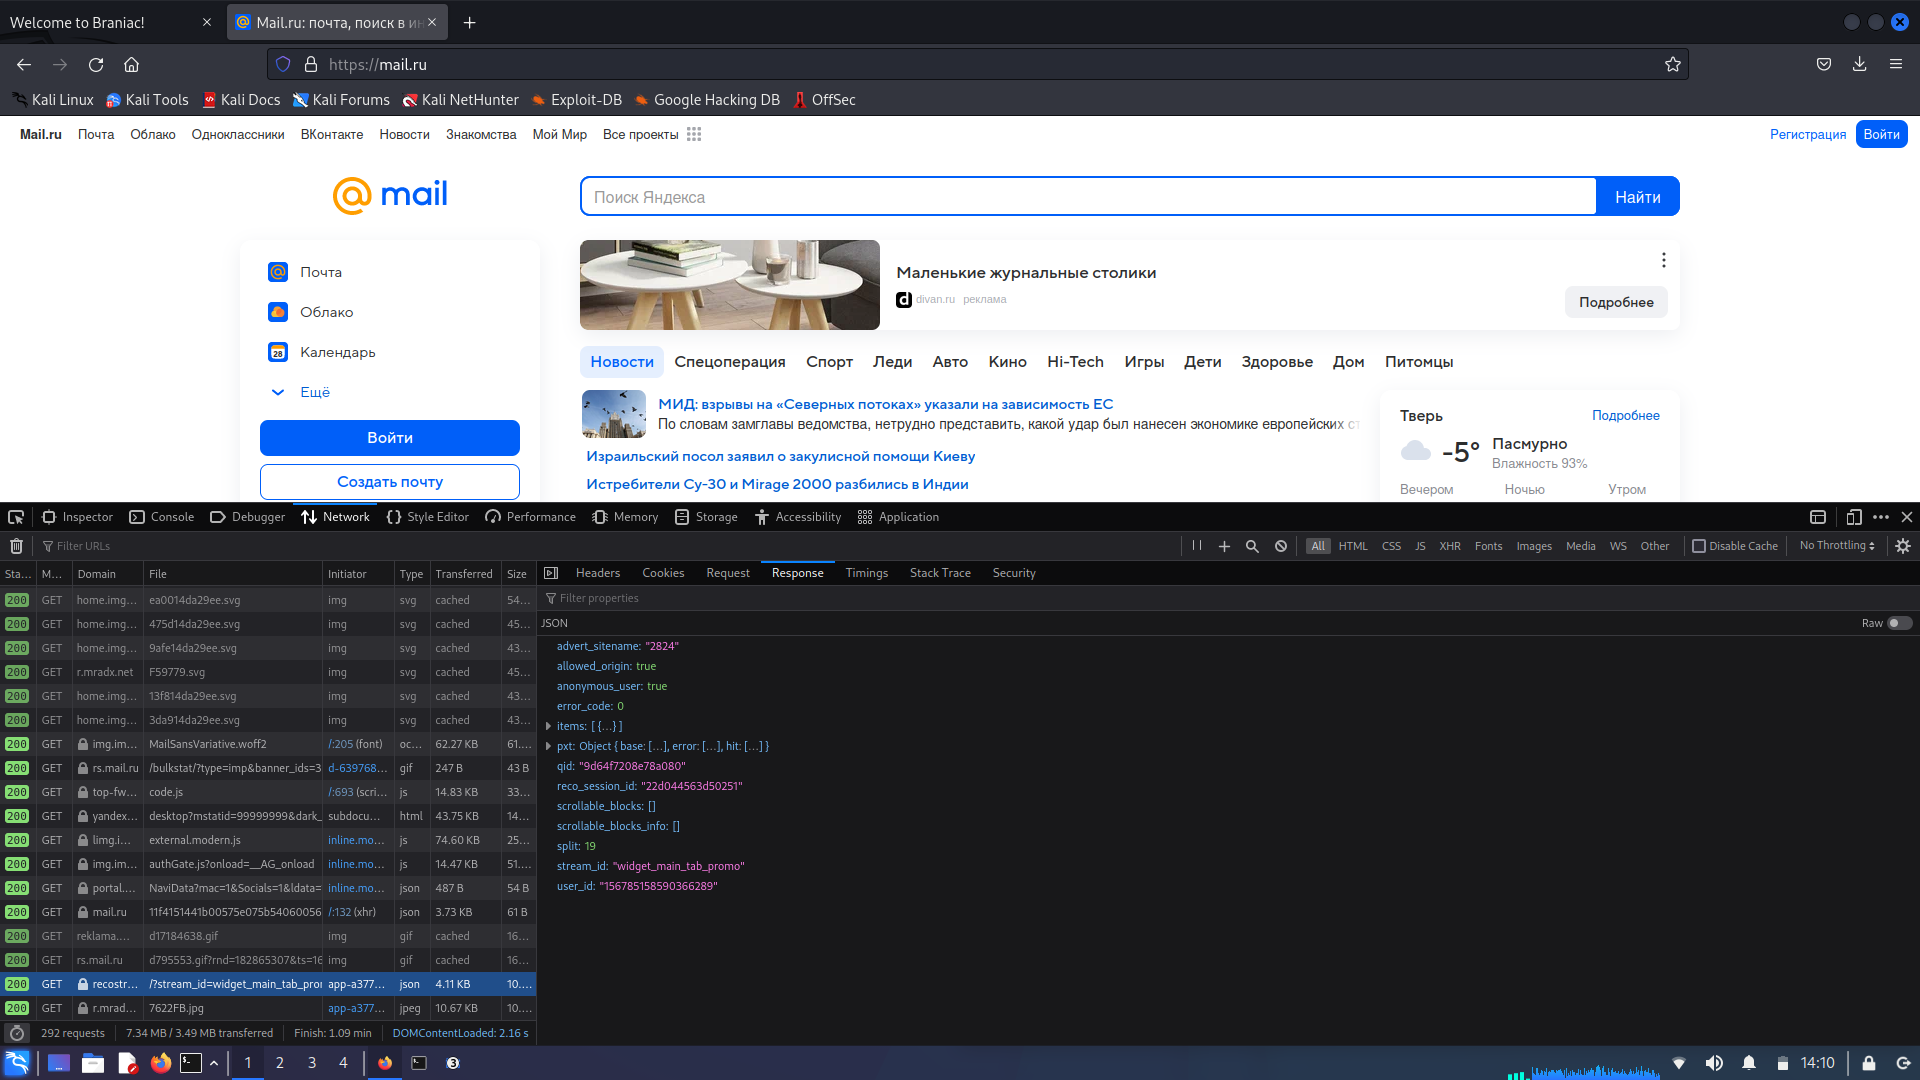 Welcome to Braniac!
Mail.ru: почта, поиск в ин
https://mail.ru
Kali Linux Kali Tools Kali Docs Kali Forums Kali NetHunter Exploit-DB Google Hacking DB OffSec
Mail.ru Почта Облако Одноклассники ВКонтакте Новости Знакомства Мой Мир Все проекты Регистрация Войти
mail
Поиск Яндекса Найти
Почта
Облако
28 Календарь
Ещё
Войти
Создать почту
Маленькие журнальные столики
divan.ru реклама
Подробнее
Новости Спецоперация Спорт Леди Авто Кино Hi-Tech Игры Дети Здоровье Дом Питомцы
МИД: взрывы на «Северных потоках» указали на зависимость ЕС
По словам замглавы ведомства, нетрудно представить, какой удар был нанесен экономике европейских ст
Израильский посол заявил о закулисной помощи Киеву
Истребители Су-30 и Mirage 2000 разбились в Индии
Тверь Подробнее
-5° Пасмурно
Влажность 93%
Вечером Ночью Утром
Inspector Console Debugger Network Style Editor Performance Memory Storage Accessibility Application
Filter URLs All HTML CSS JS XHR Fonts Images Media WS Other Disable Cache No Throttling
Sta... M... Domain File Initiator Type Transferred Size
200 GET home.img... ea0014da29ee.svg img svg cached 54...
200 GET home.img... 475d14da29ee.svg img svg cached 45...
200 GET home.img... 9afe14da29ee.svg img svg cached 43...
200 GET r.mradx.net F59779.svg img svg cached 45...
200 GET home.img... 13f814da29ee.svg img svg cached 43...
200 GET home.img... 3da914da29ee.svg img svg cached 43...
200 GET img.im... MailSansVariative.woff2 /:205 (font) oc... 62.27 KB 61....
200 GET rs.mail.ru /bulkstat/?type=imp&banner_ids=3 d-639768... gif 247 B 43 B
200 GET top-fw... code.js /:693 (scri... js 14.83 KB 33...
200 GET yandex... desktop?mstatid=99999999&dark_ subdocu... html 43.75 KB 14...
200 GET limg.i... external.modern.js inline.mo... js 74.60 KB 25...
200 GET img.im... authGate.js?onload=__AG_onload inline.mo... js 14.47 KB 51....
200 GET portal.... NaviData?mac=1&Socials=1&ldata= inline.mo... json 487 B 54 B
200 GET mail.ru 11f4151441b00575e075b54060056 /:132 (xhr) json 3.73 KB 61 B
200 GET reklama.... d17184638.gif img gif cached 16...
200 GET rs.mail.ru d795553.gif?rnd=182865307&ts=16 img gif cached 16...
200 GET recostr... /?stream_id=widget_main_tab_pror app-a377... json 4.11 KB 10....
200 GET r.mrad... 7622FB.jpg app-a377... jpeg 10.67 KB 10....
292 requests 7.34 MB / 3.49 MB transferred Finish: 1.09 min DOMContentLoaded: 2.16 s
Headers Cookies Request Response Timings Stack Trace Security
Filter properties
JSON Raw
advert_sitename: "2824"
allowed_origin: true
anonymous_user: true
error_code: 0
items: [ {...} ]
pxt: Object { base: [...], error: [...], hit: [...] }
qid: "9d64f7208e78a080"
reco_session_id: "22d044563d50251"
scrollable_blocks: []
scrollable_blocks_info: []
split: 19
stream_id: "widget_main_tab_promo"
user_id: "156785158590366289"
1 2 3 4 3 14:10